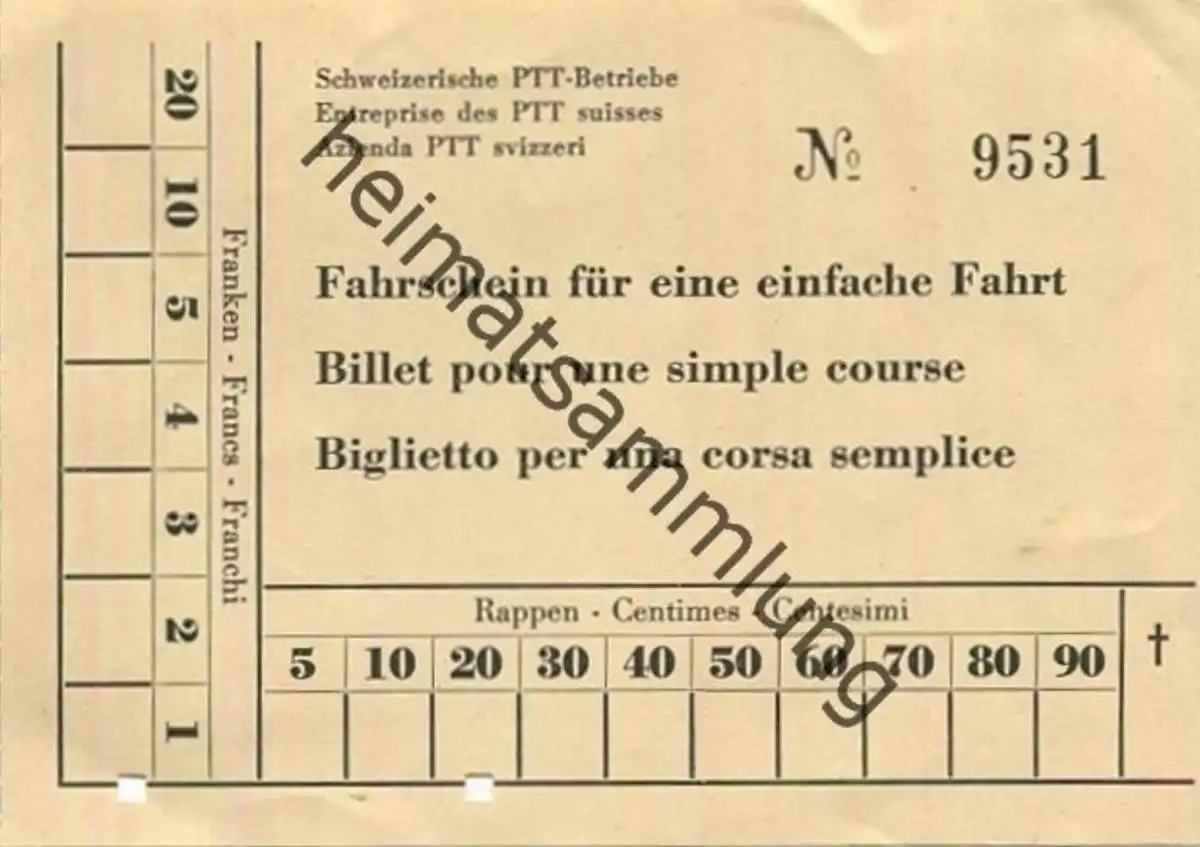 Schweizerische PTT-Betriebe
Entreprise des PTT suisses
Azienda PTT svizzeri
№ 9531
Fahrschein für eine einfache Fahrt
Billet pour une simple course
Biglietto per una corsa semplice
20
10
5
4
3
2
1
Franken - Francs - Franchi
Rappen - Centimes - Centesimi
5 10 20 30 40 50 60 70 80 90
†
heimatsammlung